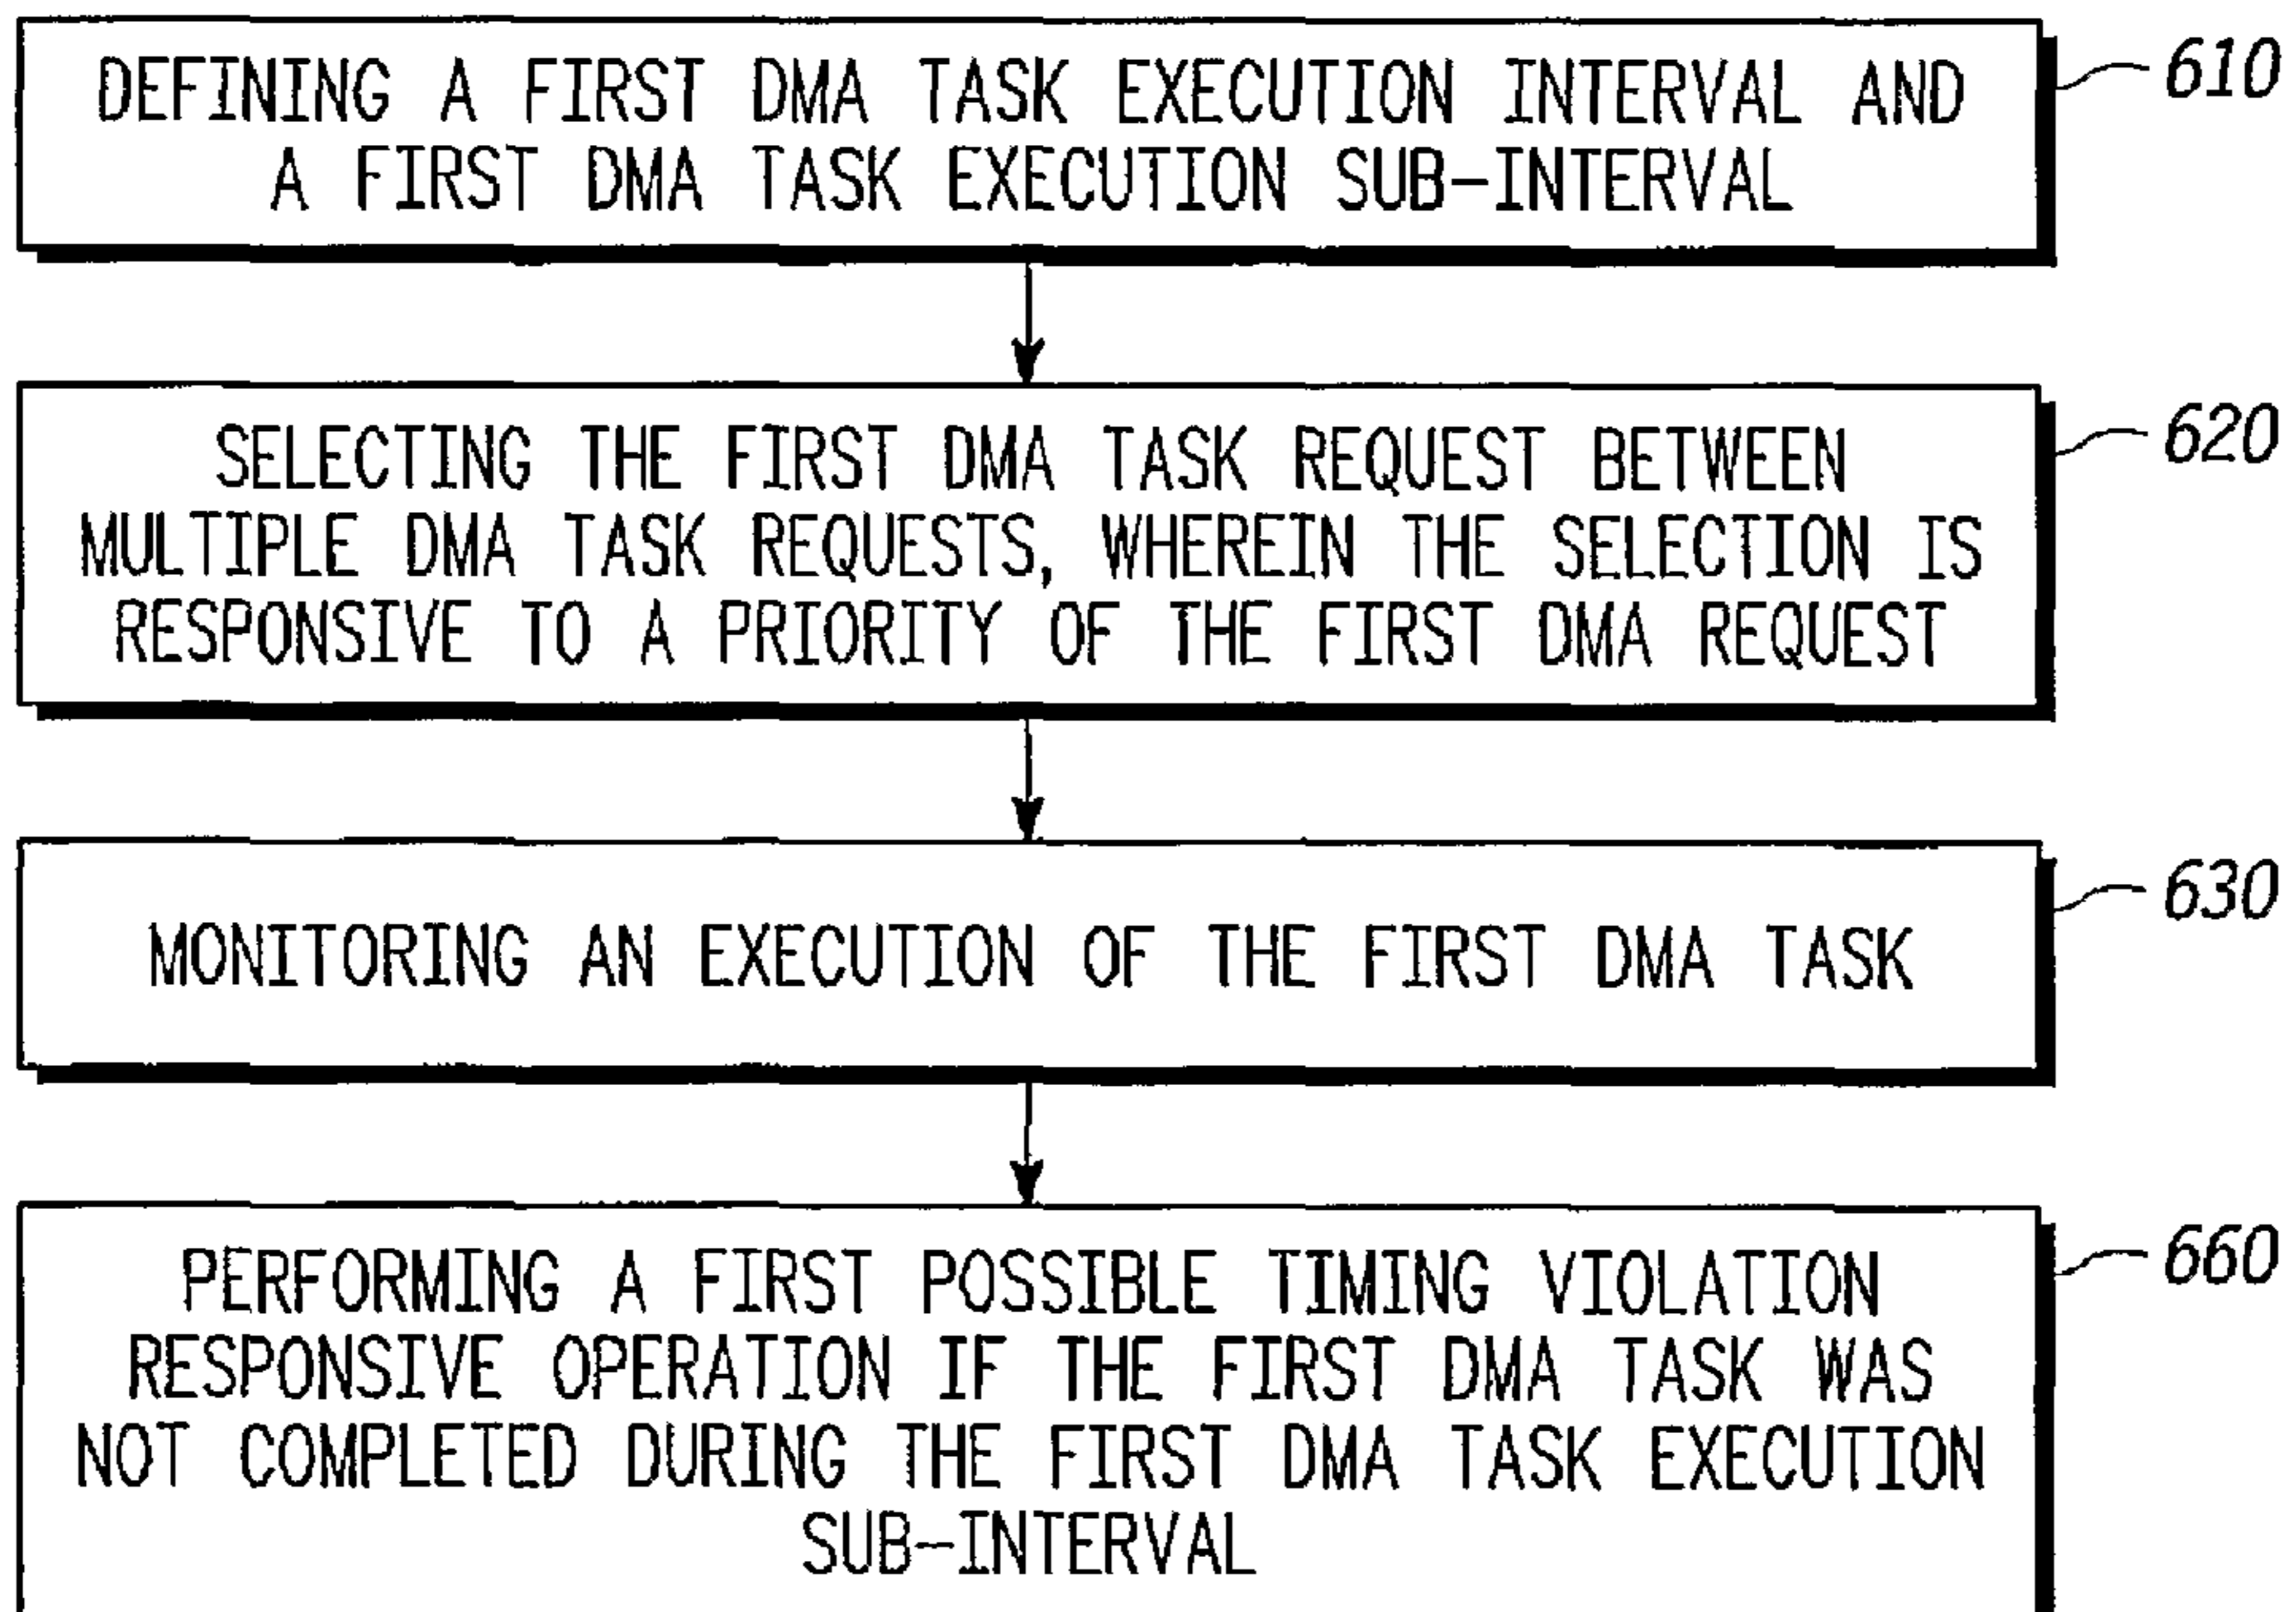 DEFINING A FIRST DMA TASK EXECUTION INTERVAL AND
A FIRST DMA TASK EXECUTION SUB-INTERVAL
610
SELECTING THE FIRST DMA TASK REQUEST BETWEEN
MULTIPLE DMA TASK REQUESTS, WHEREIN THE SELECTION IS
RESPONSIVE TO A PRIORITY OF THE FIRST DMA REQUEST
620
MONITORING AN EXECUTION OF THE FIRST DMA TASK
630
PERFORMING A FIRST POSSIBLE TIMING VIOLATION
RESPONSIVE OPERATION IF THE FIRST DMA TASK WAS
NOT COMPLETED DURING THE FIRST DMA TASK EXECUTION
SUB-INTERVAL
660